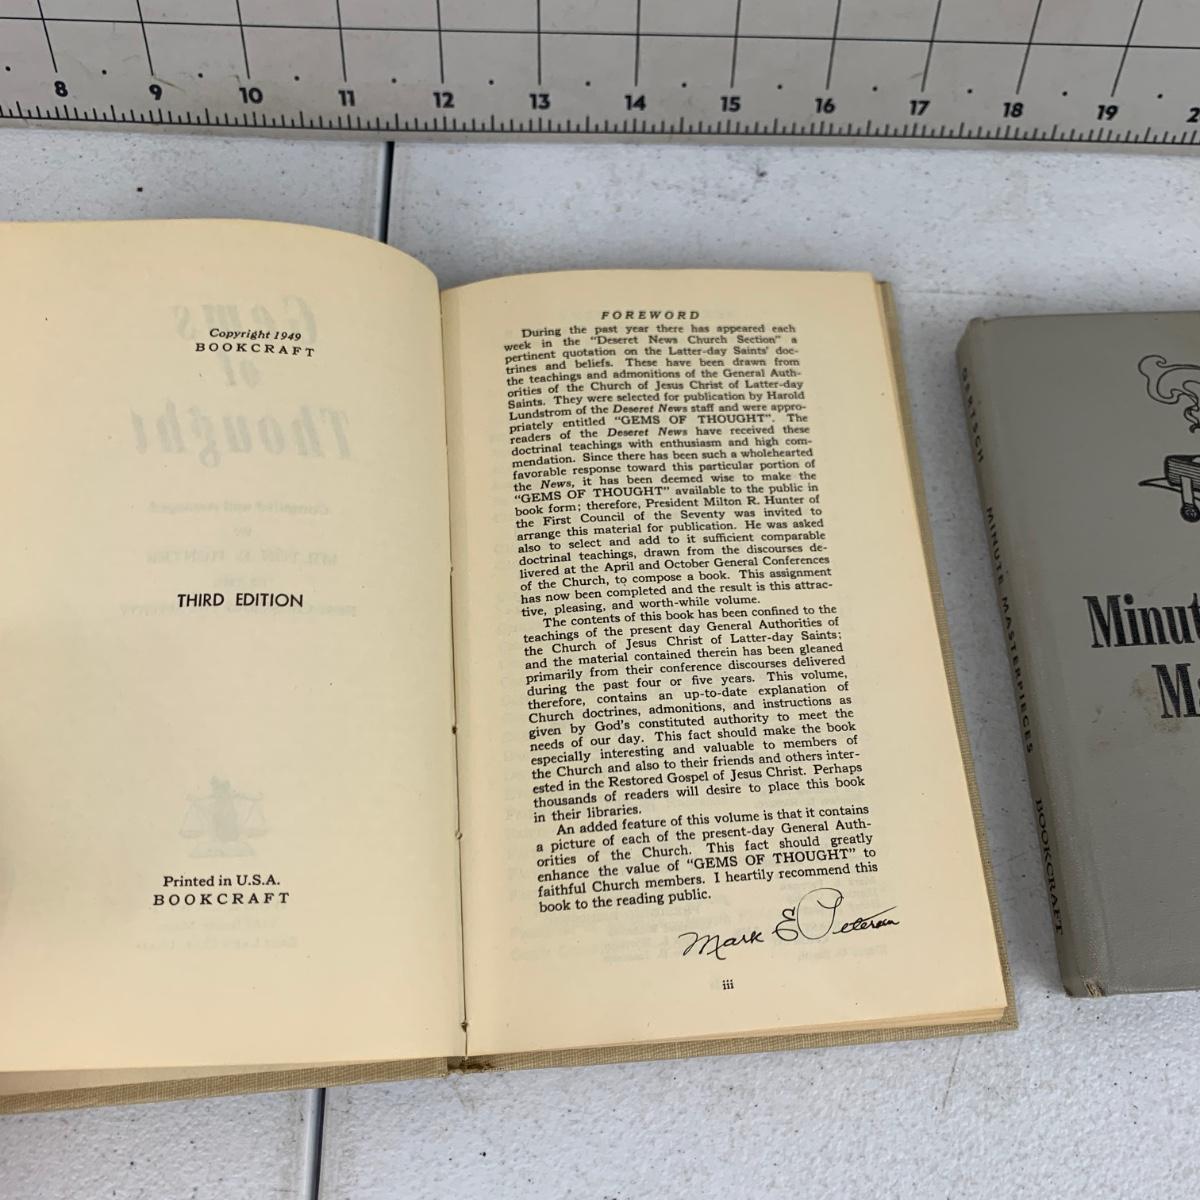 8 9 10 11 12 13 14 15 16 17 18 19 2
Copyright 1949
BOOKCRAFT
THIRD EDITION
Printed in U.S.A.
BOOKCRAFT
FOREWORD
During the past year there has appeared each
week in the "Deseret News Church Section" a
pertinent quotation on the Latter-day Saints' doc-
trines and beliefs. These have been drawn from
the teachings and admonitions of the General Auth-
orities of the Church of Jesus Christ of Latter-day
Saints. They were selected for publication by Harold
Lundstrom of the Deseret News staff and were appro-
priately entitled "GEMS OF THOUGHT". The
readers of the Deseret News have received these
doctrinal teachings with enthusiasm and high com-
mendation. Since there has been such a wholehearted
favorable response toward this particular portion of
the News, it has been deemed wise to make the
"GEMS OF THOUGHT" available to the public in
book form; therefore, President Milton R. Hunter of
the First Council of the Seventy was invited to
arrange this material for publication. He was asked
also to select and add to it sufficient comparable
doctrinal teachings, drawn from the discourses de-
livered at the April and October General Conferences
of the Church, to compose a book. This assignment
has now been completed and the result is this attrac-
tive, pleasing, and worth-while volume.
The contents of this book has been confined to the
teachings of the present day General Authorities of
the Church of Jesus Christ of Latter-day Saints;
and the material contained therein has been gleaned
primarily from their conference discourses delivered
during the past four or five years. This volume,
therefore, contains an up-to-date explanation of
Church doctrines, admonitions, and instructions as
given by God's constituted authority to meet the
needs of our day. This fact should make the book
especially interesting and valuable to members of
the Church and also to their friends and others inter-
ested in the Restored Gospel of Jesus Christ. Perhaps
thousands of readers will desire to place this book
in their libraries.
An added feature of this volume is that it contains
a picture of each of the present-day General Auth-
orities of the Church. This fact should greatly
enhance the value of "GEMS OF THOUGHT" to
faithful Church members. I heartily recommend this
book to the reading public.
Mark E Petersen
iii
GERTSCH MINUTE MASTERPIECES BOOKCRAFT
Minut
Ma